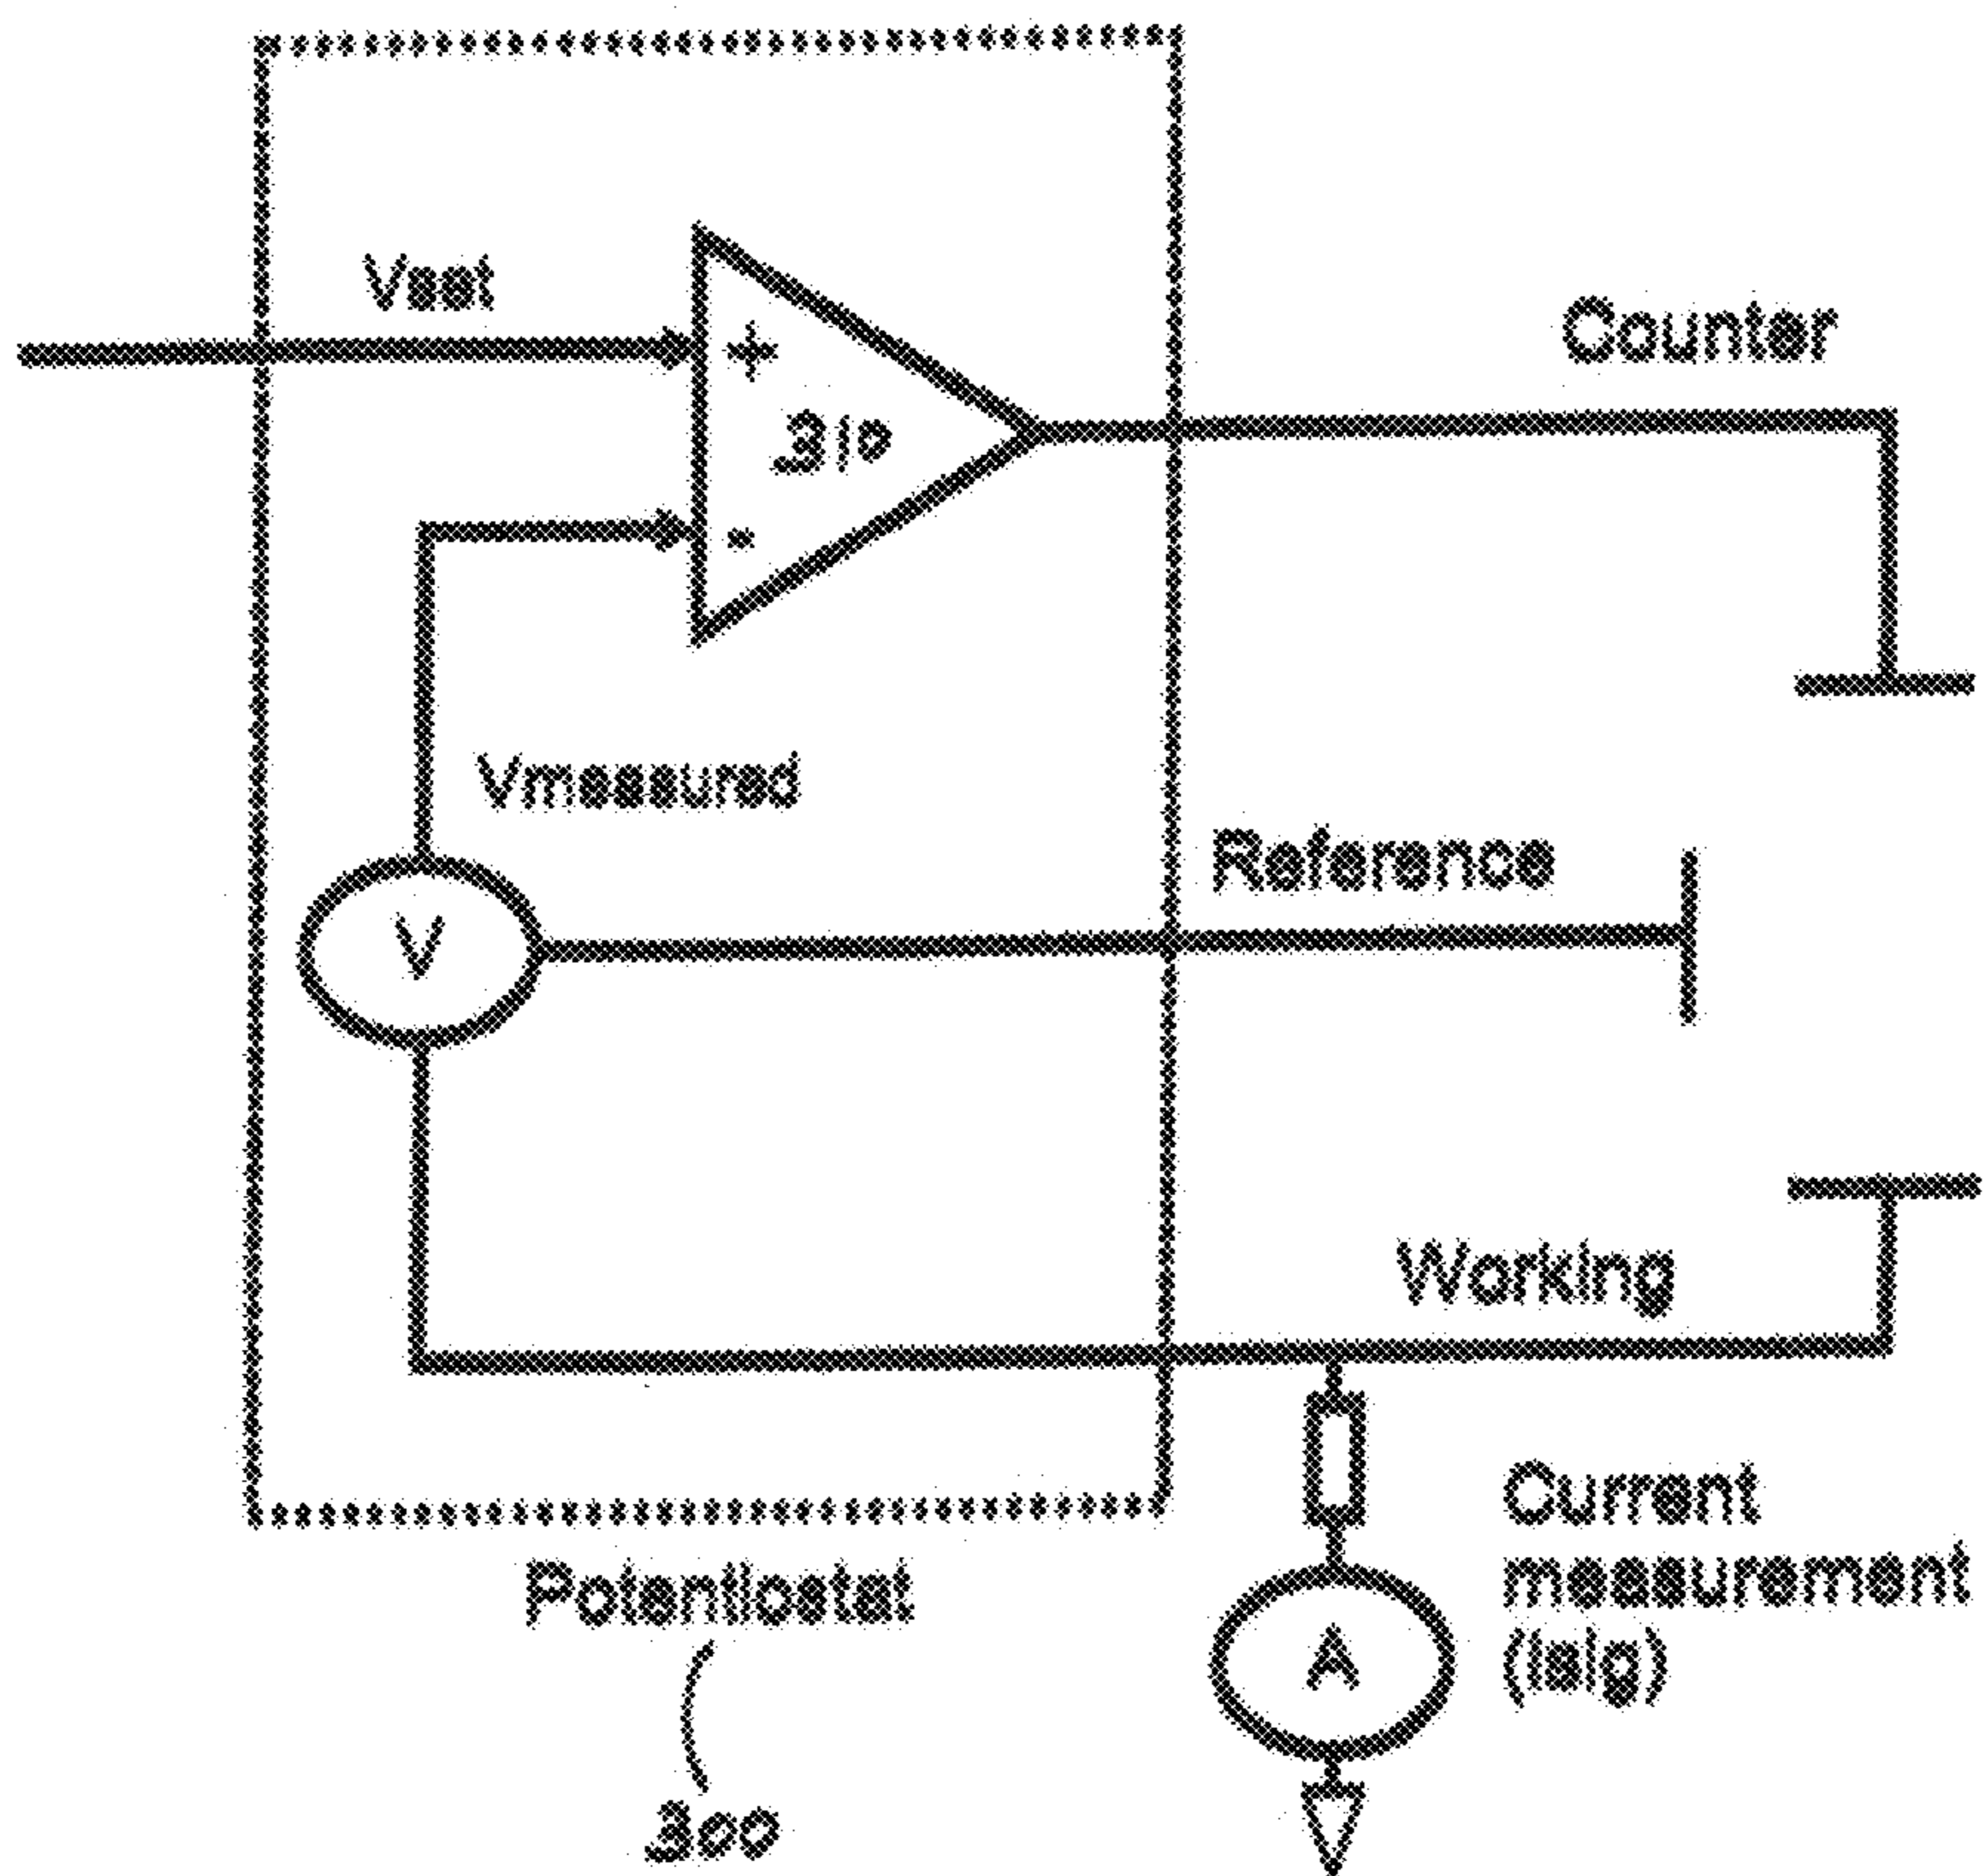 Vset
+
310
-
Counter
Vmeasured
Reference
V
Working
Current
measurement
(Isig)
A
Potentiostat
300